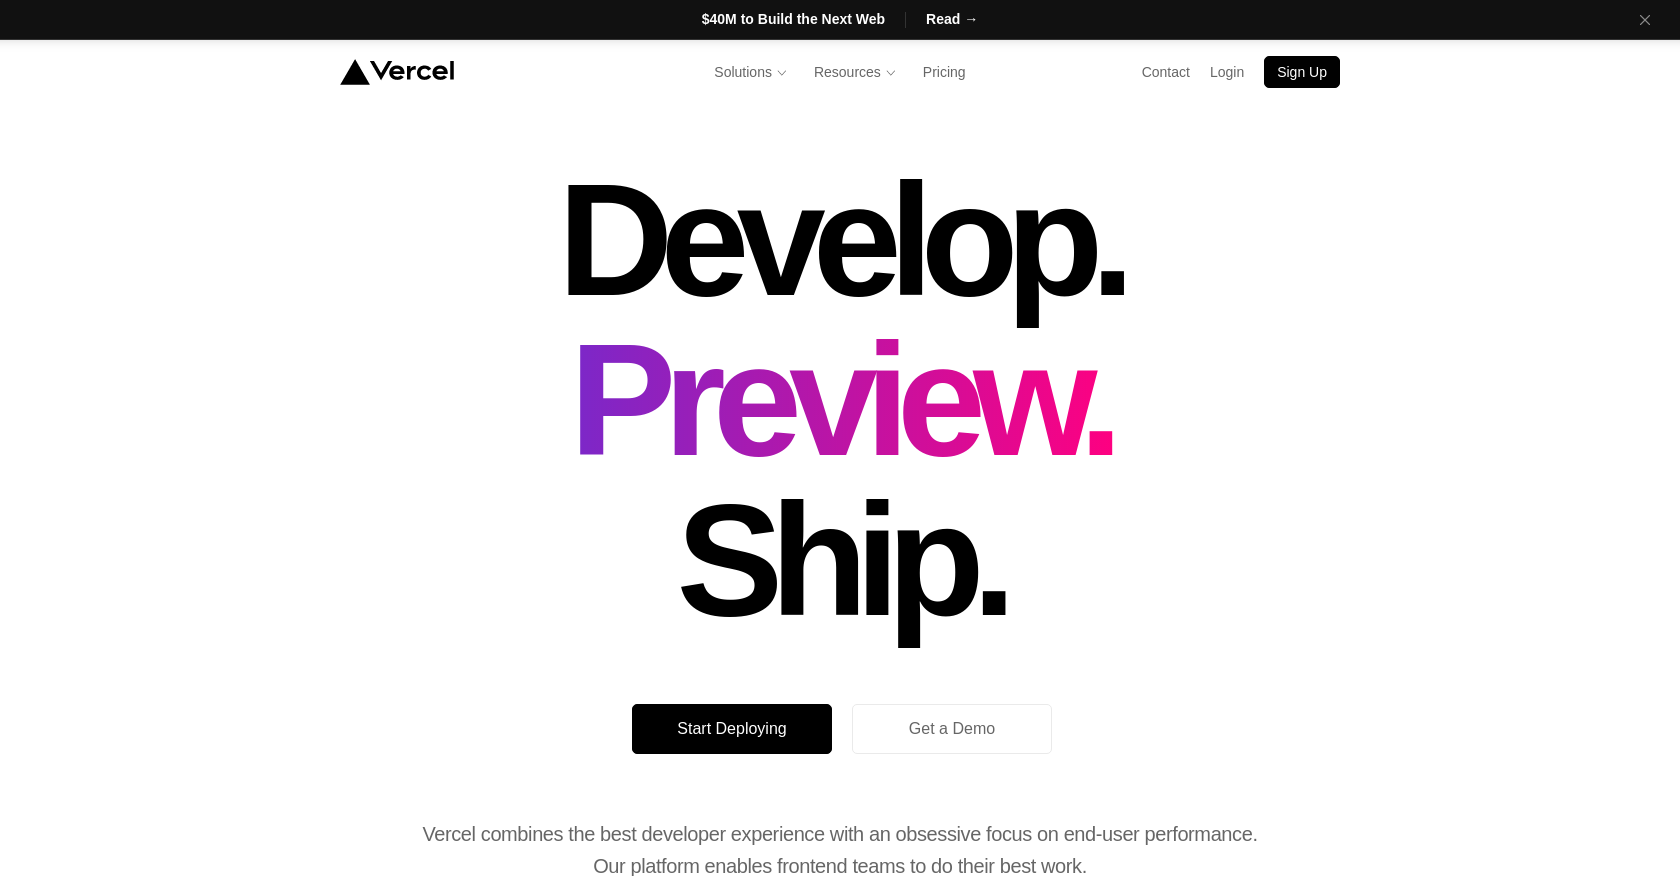 $40M to Build the Next Web Read →
Vercel Solutions Resources Pricing Contact Login Sign Up
Develop.
Preview.
Ship.
Start Deploying Get a Demo
Vercel combines the best developer experience with an obsessive focus on end-user performance.
Our platform enables frontend teams to do their best work.